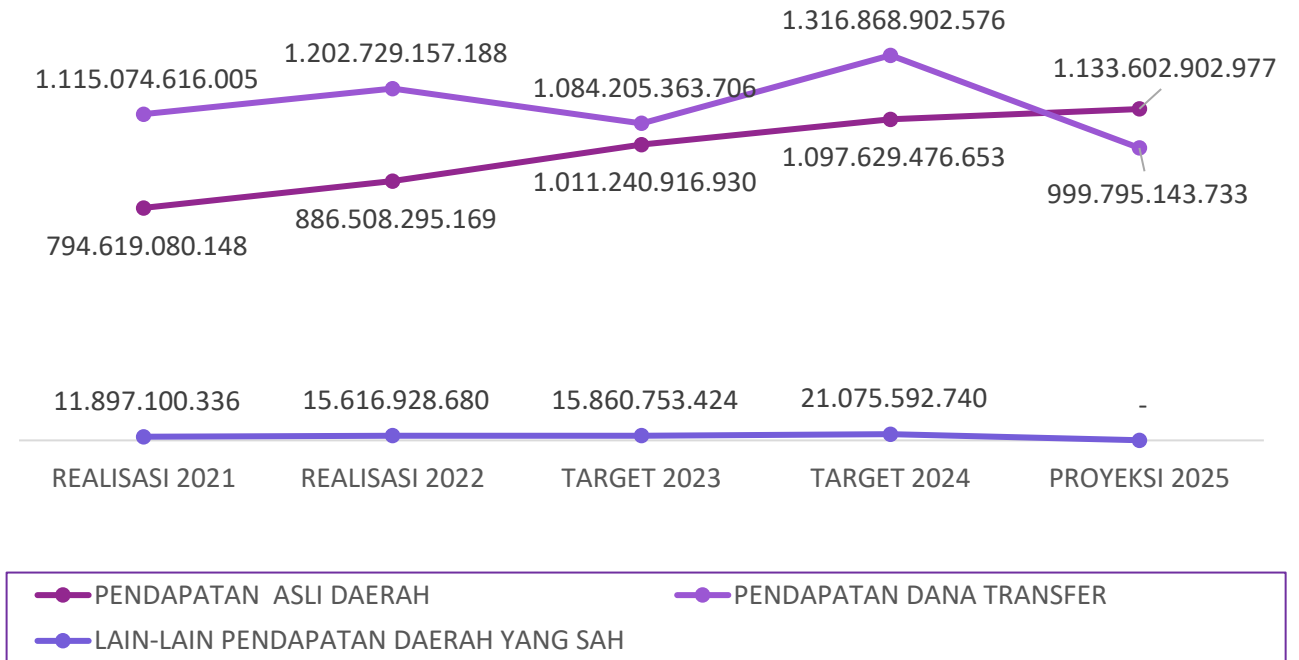 1.316.868.902.576
1.202.729.157.188
1.115.074.616.005
1.084.205.363.706
1.133.602.902.977
1.097.629.476.653
1.011.240.916.930
999.795.143.733
886.508.295.169
794.619.080.148
11.897.100.336
15.616.928.680
15.860.753.424
21.075.592.740
-
REALISASI 2021
REALISASI 2022
TARGET 2023
TARGET 2024
PROYEKSI 2025
PENDAPATAN ASLI DAERAH
PENDAPATAN DANA TRANSFER
LAIN-LAIN PENDAPATAN DAERAH YANG SAH